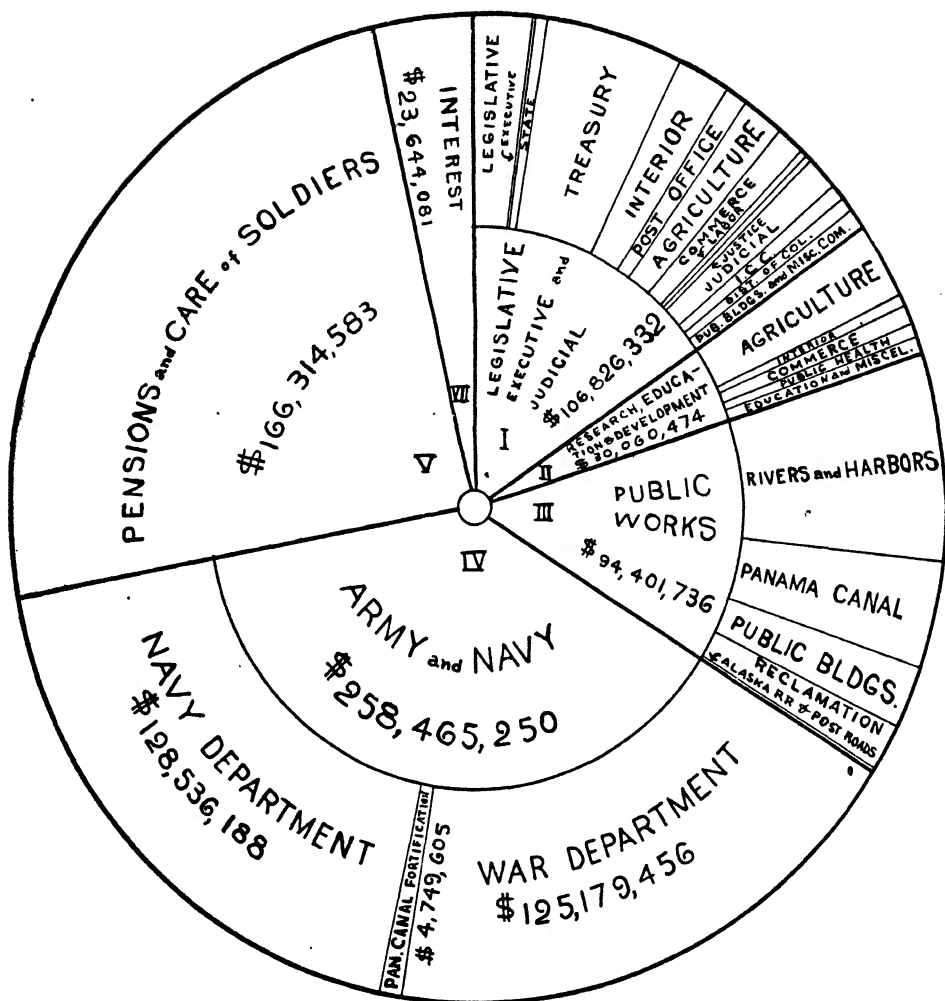 INTEREST
$23,644,081
VII
LEGISLATIVE
& EXECUTIVE
STATE
TREASURY
INTERIOR
POST OFFICE
AGRICULTURE
COMMERCE
& LABOR
& JUSTICE
JUDICIAL
I.C.C.
DIST. OF COL.
PUB. BLDGS. and MISC. COM.
LEGISLATIVE
EXECUTIVE and
JUDICIAL
$106,826,332
I
AGRICULTURE
INTERIOR
COMMERCE
PUBLIC HEALTH
EDUCATION and MISCEL.
RESEARCH, EDUCA-
TION & DEVELOPMENT
$30,060,474
II
RIVERS and HARBORS
PANAMA CANAL
PUBLIC BLDGS.
RECLAMATION
& ALASKA RR & POST ROADS
III
PUBLIC
WORKS
$94,401,736
IV
ARMY and NAVY
$258,465,250
WAR DEPARTMENT
$125,179,456
PAN. CANAL FORTIFICATION
$4,749,605
NAVY DEPARTMENT
$128,536,188
V
PENSIONS and CARE of SOLDIERS
$166,314,583